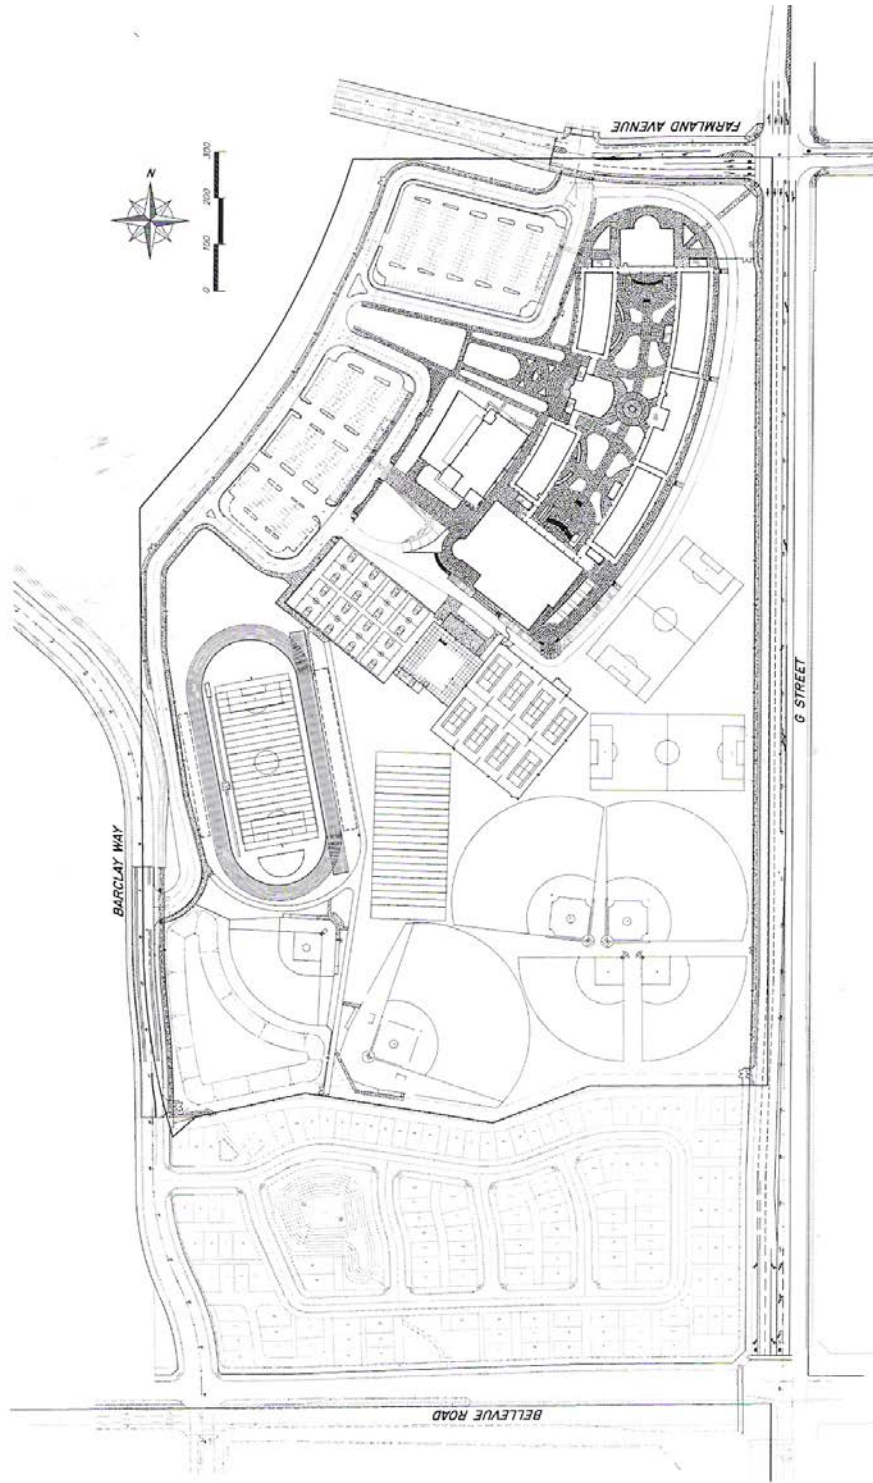 FARMLAND AVENUE
N
0 100 200 300
G STREET
BARCLAY WAY
BELLEVUE ROAD